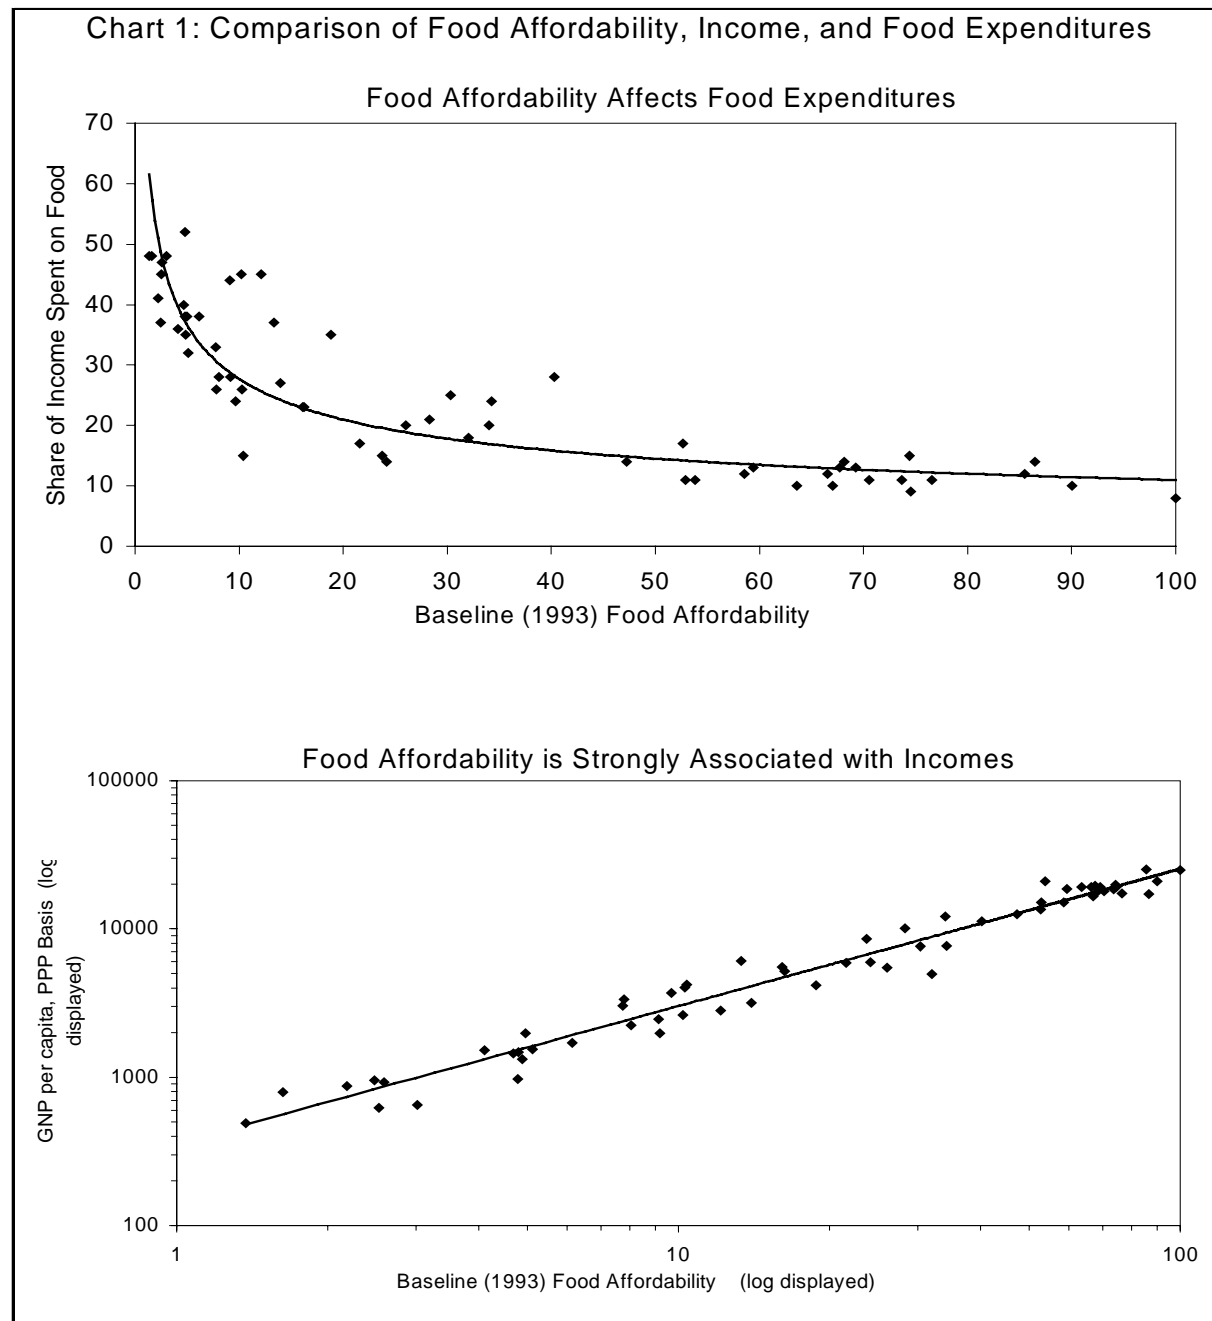 Chart 1: Comparison of Food Affordability, Income, and Food Expenditures
Food Affordability Affects Food Expenditures
Share of Income Spent on Food
70
60
50
40
30
20
10
0
0 10 20 30 40 50 60 70 80 90 100
Baseline (1993) Food Affordability
Food Affordability is Strongly Associated with Incomes
GNP per capita, PPP Basis (log
displayed)
100000
10000
1000
100
1 10 100
Baseline (1993) Food Affordability (log displayed)